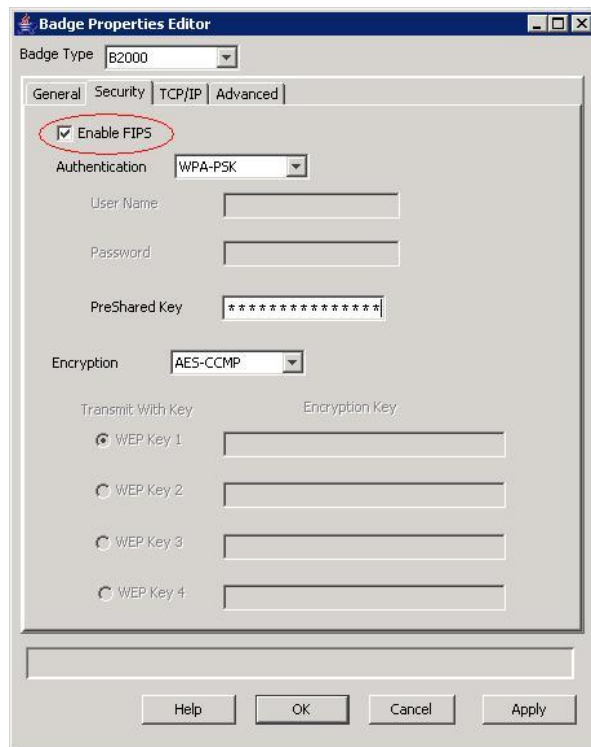 Badge Properties Editor
Badge Type B2000
General Security TCP/IP Advanced
Enable FIPS
Authentication WPA-PSK
User Name
Password
PreShared Key ***************
Encryption AES-CCMP
Transmit With Key Encryption Key
WEP Key 1
WEP Key 2
WEP Key 3
WEP Key 4
Help OK Cancel Apply